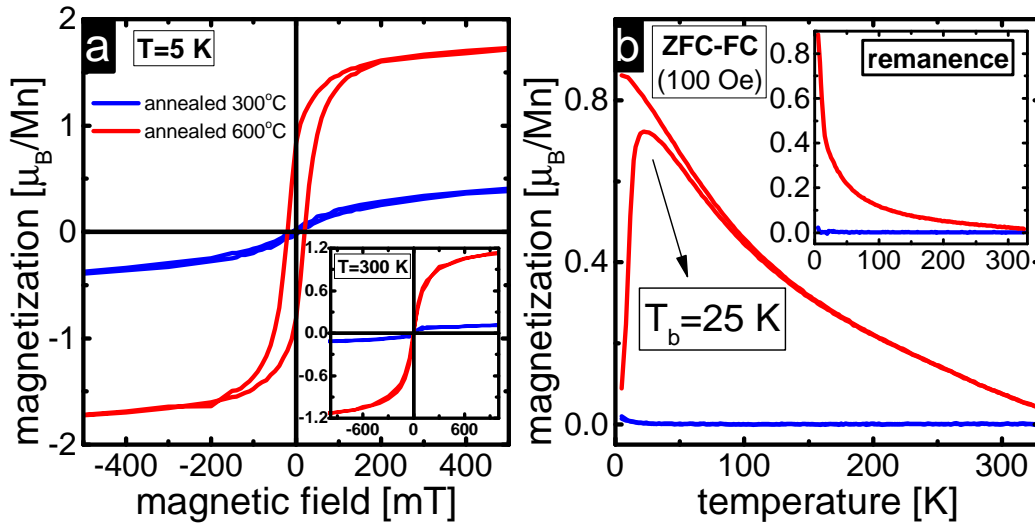 a
T=5 K
annealed 300°C
annealed 600°C
magnetization [μB/Mn]
2
1
0
-1
-2
-400
-200
0
200
400
magnetic field [mT]
T=300 K
1.2
0.6
0.0
-0.6
-1.2
-600
0
600
b
ZFC-FC
(100 Oe)
Tb=25 K
magnetization [μB/Mn]
0.8
0.4
0.0
0
100
200
300
temperature [K]
remanence
0.8
0.6
0.4
0.2
0.0
0
100
200
300